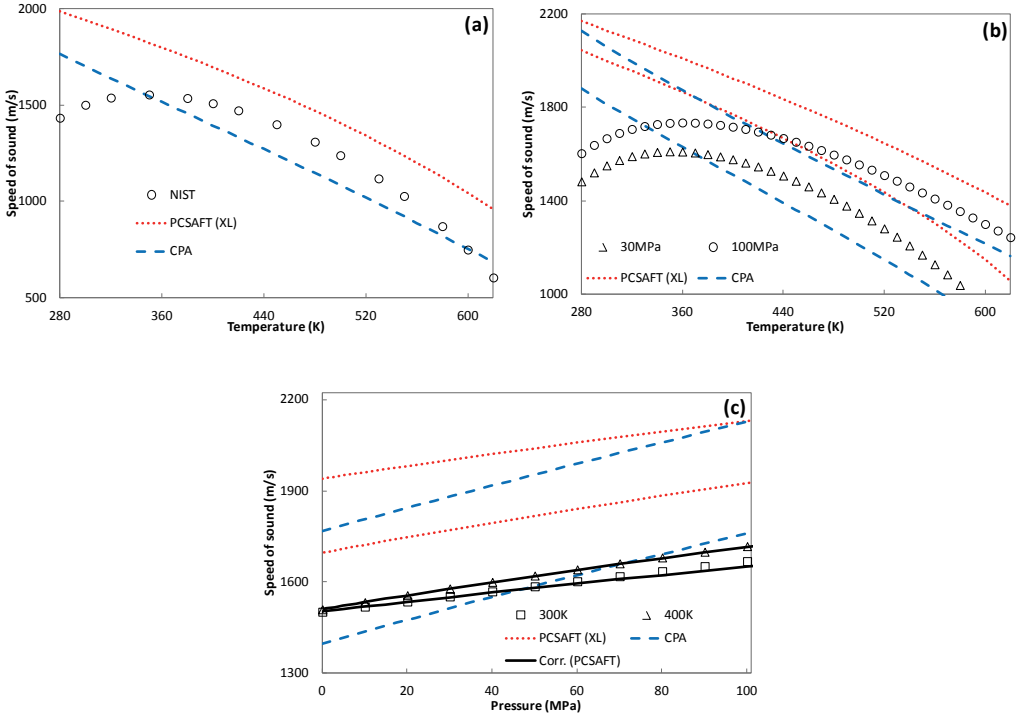 (a)
2000
1500
1000
500
Speed of sound (m/s)
NIST
PCSAFT (XL)
CPA
280 360 440 520 600
Temperature (K)
(b)
2200
1800
1400
1000
Speed of sound (m/s)
30MPa 100MPa
PCSAFT (XL) CPA
280 360 440 520 600
Temperature (K)
(c)
2200
1900
1600
1300
Speed of sound (m/s)
300K 400K
PCSAFT (XL) CPA
Corr. (PCSAFT)
0 20 40 60 80 100
Pressure (MPa)